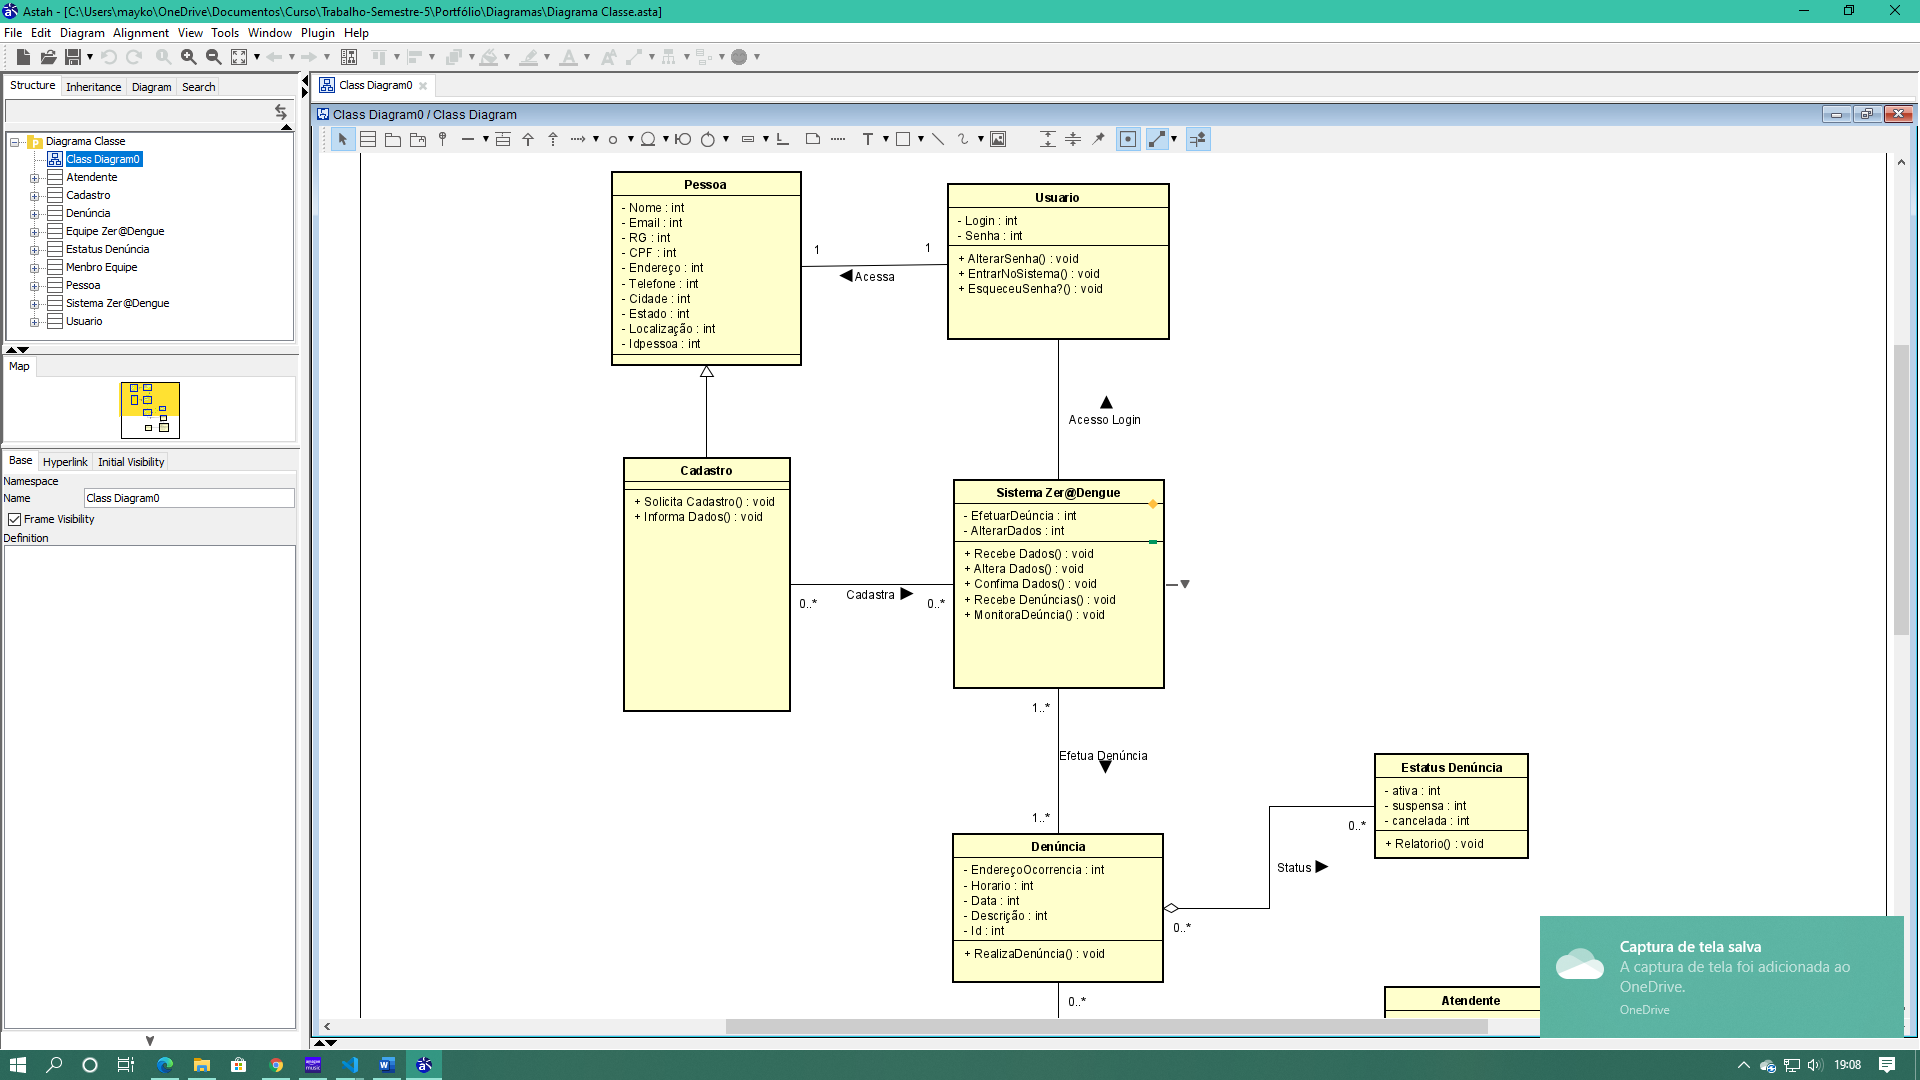 Astah - [C:\Users\mayko\OneDrive\Documentos\Curso\Trabalho-Semestre-5\Portfólio\Diagramas\Diagrama Classe.asta]
File Edit Diagram Alignment View Tools Window Plugin Help
Structure Inheritance Diagram Search
Diagrama Classe
Class Diagram0
Atendente
Cadastro
Denúncia
Equipe Zer@Dengue
Estatus Denúncia
Menbro Equipe
Pessoa
Sistema Zer@Dengue
Usuario
Map
Base Hyperlink Initial Visibility
Namespace
Name Class Diagram0
Frame Visibility
Definition
Class Diagram0
Class Diagram0 / Class Diagram
Pessoa
- Nome : int
- Email : int
- RG : int
- CPF : int
- Endereço : int
- Telefone : int
- Cidade : int
- Estado : int
- Localização : int
- Idpessoa : int
1 1
Acessa
Usuario
- Login : int
- Senha : int
+ AlterarSenha() : void
+ EntrarNoSistema() : void
+ EsqueceuSenha?() : void
Acesso Login
Cadastro
+ Solicita Cadastro() : void
+ Informa Dados() : void
0..* Cadastra 0..*
Sistema Zer@Dengue
- EfetuarDeúncia : int
- AlterarDados : int
+ Recebe Dados() : void
+ Altera Dados() : void
+ Confima Dados() : void
+ Recebe Denúncias() : void
+ MonitoraDeúncia() : void
1..*
Efetua Denúncia
1..*
Denúncia
- EndereçoOcorrencia : int
- Horario : int
- Data : int
- Descrição : int
- Id : int
+ RealizaDenúncia() : void
0..*
Estatus Denúncia
- ativa : int
- suspensa : int
- cancelada : int
+ Relatorio() : void
0..*
Status
0..*
Atendente
Captura de tela salva
A captura de tela foi adicionada ao
OneDrive.
OneDrive
19:08